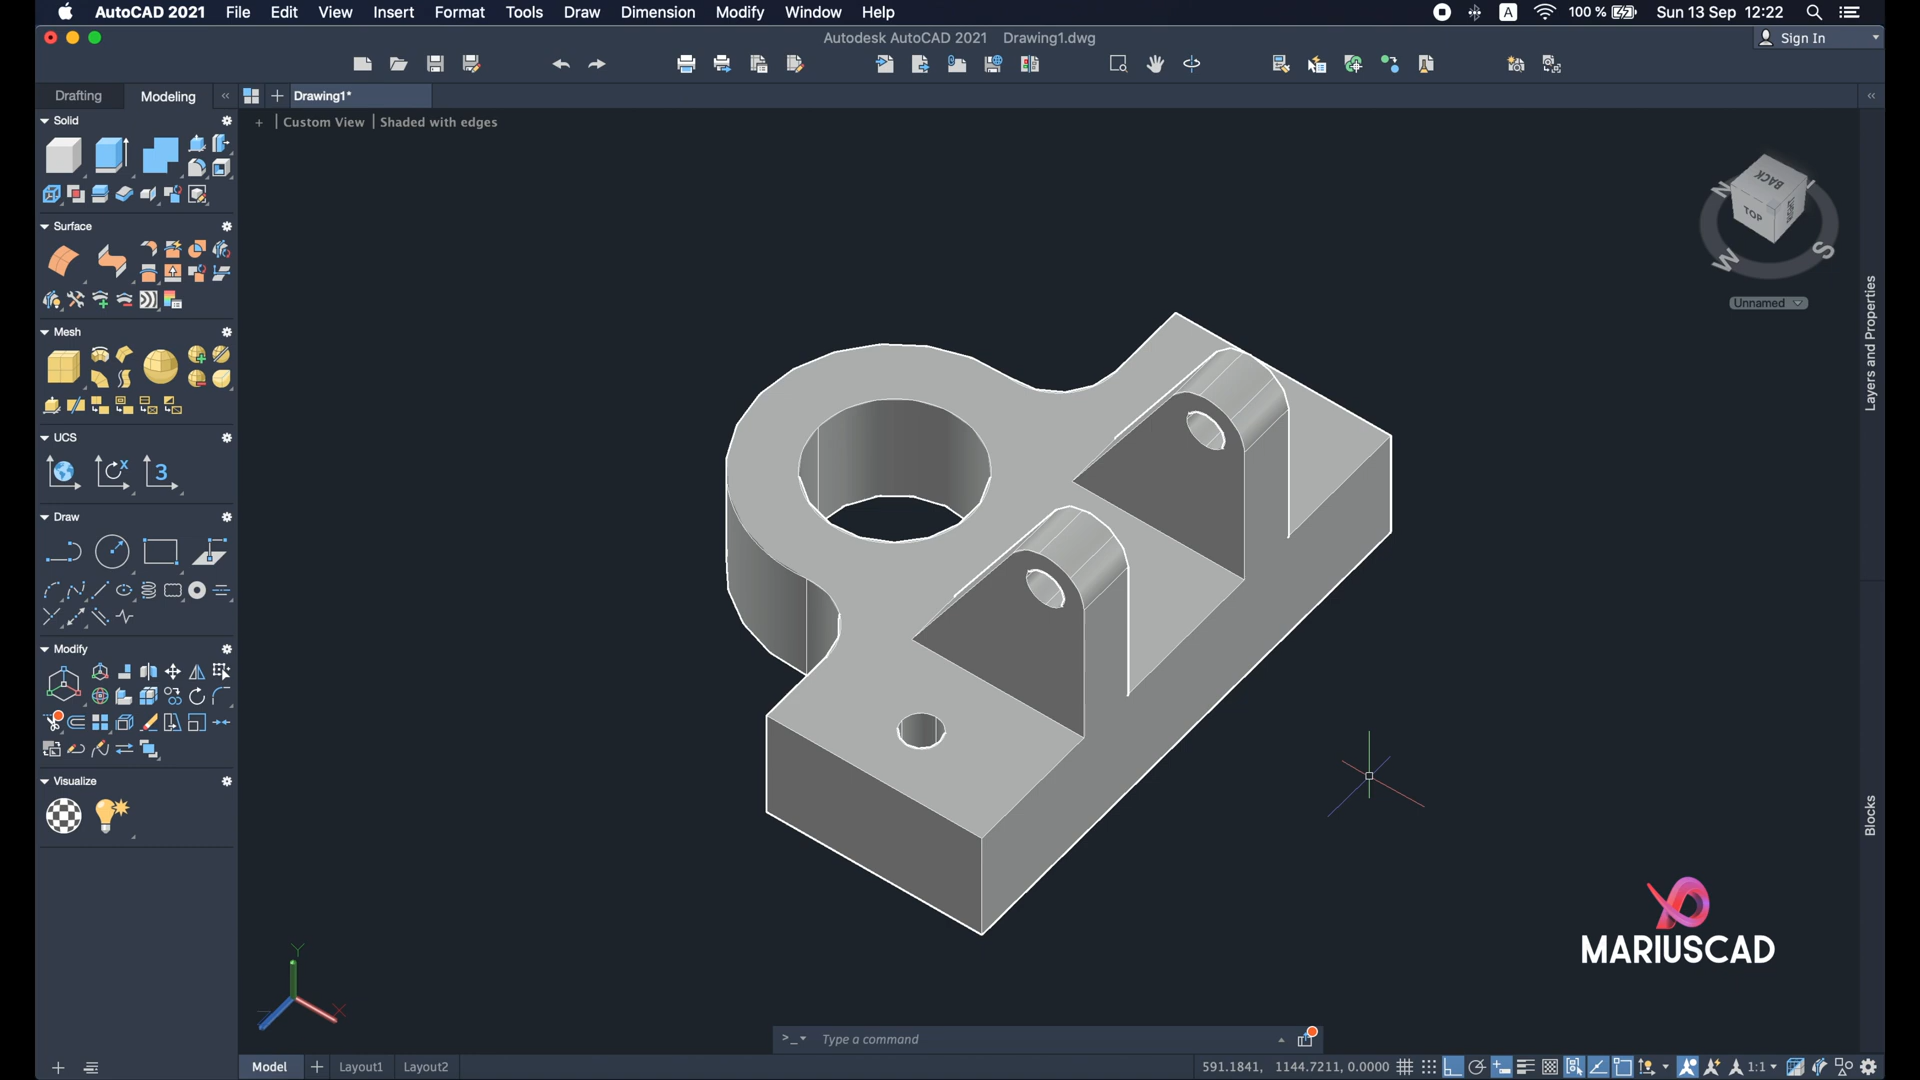 AutoCAD 2021 File Edit View Insert Format Tools Draw Dimension Modify Window Help
A 100 % Sun 13 Sep 12:22
Autodesk AutoCAD 2021 Drawing1.dwg
Sign In
Drafting Modeling « + Drawing1* «
Solid
+ | Custom View | Shaded with edges
BACK
TOP
N
W
S
Unnamed
Surface
Mesh
UCS
X
3
Draw
Modify
Visualize
Layers and Properties
Blocks
MARIUSCAD
Y
X
>_ Type a command
Model + Layout1 Layout2
591.1841, 1144.7211, 0.0000
1:1